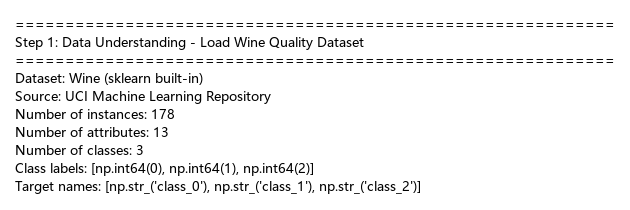 ============================================================
Step 1: Data Understanding - Load Wine Quality Dataset
============================================================
Dataset: Wine (sklearn built-in)
Source: UCI Machine Learning Repository
Number of instances: 178
Number of attributes: 13
Number of classes: 3
Class labels: [np.int64(0), np.int64(1), np.int64(2)]
Target names: [np.str_('class_0'), np.str_('class_1'), np.str_('class_2')]